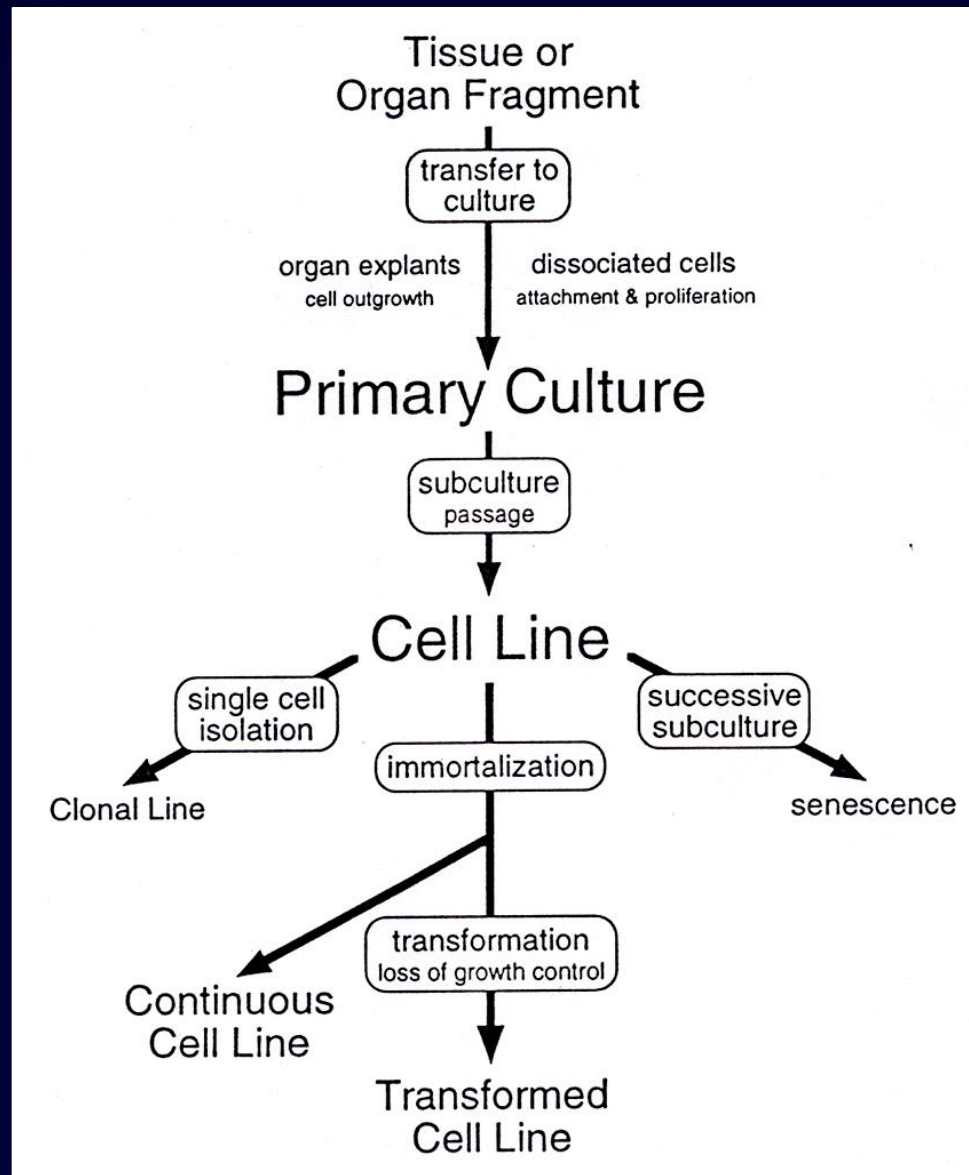 Tissue or
Organ Fragment
transfer to
culture
organ explants
cell outgrowth
dissociated cells
attachment & proliferation
Primary Culture
subculture
passage
Cell Line
single cell
isolation
successive
subculture
immortalization
Clonal Line
senescence
transformation
loss of growth control
Continuous
Cell Line
Transformed
Cell Line